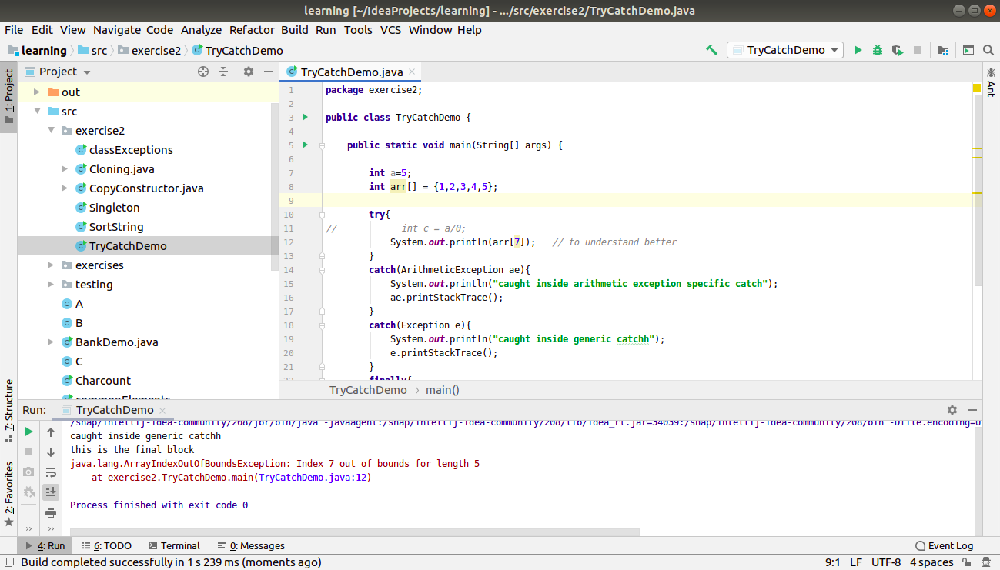 learning [~/IdeaProjects/learning] - .../src/exercise2/TryCatchDemo.java
File Edit View Navigate Code Analyze Refactor Build Run Tools VCS Window Help
learning src exercise2 TryCatchDemo
TryCatchDemo
1: Project
Project
out
src
exercise2
classExceptions
Cloning.java
CopyConstructor.java
Singleton
SortString
TryCatchDemo
exercises
testing
A
B
BankDemo.java
C
Charcount
commonElements
7: Structure
2: Favorites
TryCatchDemo.java
1 package exercise2;
2
3 public class TryCatchDemo {
4
5 public static void main(String[] args) {
6
7 int a=5;
8 int arr[] = {1,2,3,4,5};
9
10 try{
11 // int c = a/0;
12 System.out.println(arr[7]); // to understand better
13 }
14 catch(ArithmeticException ae){
15 System.out.println("caught inside arithmetic exception specific catch");
16 ae.printStackTrace();
17 }
18 catch(Exception e){
19 System.out.println("caught inside generic catchh");
20 e.printStackTrace();
21 }
22 finally{
TryCatchDemo › main()
Ant
Run: TryCatchDemo
/snap/intellij-idea-community/208/jbr/bin/java -javaagent:/snap/intellij-idea-community/208/lib/idea_rt.jar=34039:/snap/intellij-idea-community/208/bin -Dfile.encoding=U
caught inside generic catchh
this is the final block
java.lang.ArrayIndexOutOfBoundsException: Index 7 out of bounds for length 5
at exercise2.TryCatchDemo.main(TryCatchDemo.java:12)
Process finished with exit code 0
4: Run 6: TODO Terminal 0: Messages Event Log
Build completed successfully in 1 s 239 ms (moments ago) 9:1 LF UTF-8 4 spaces